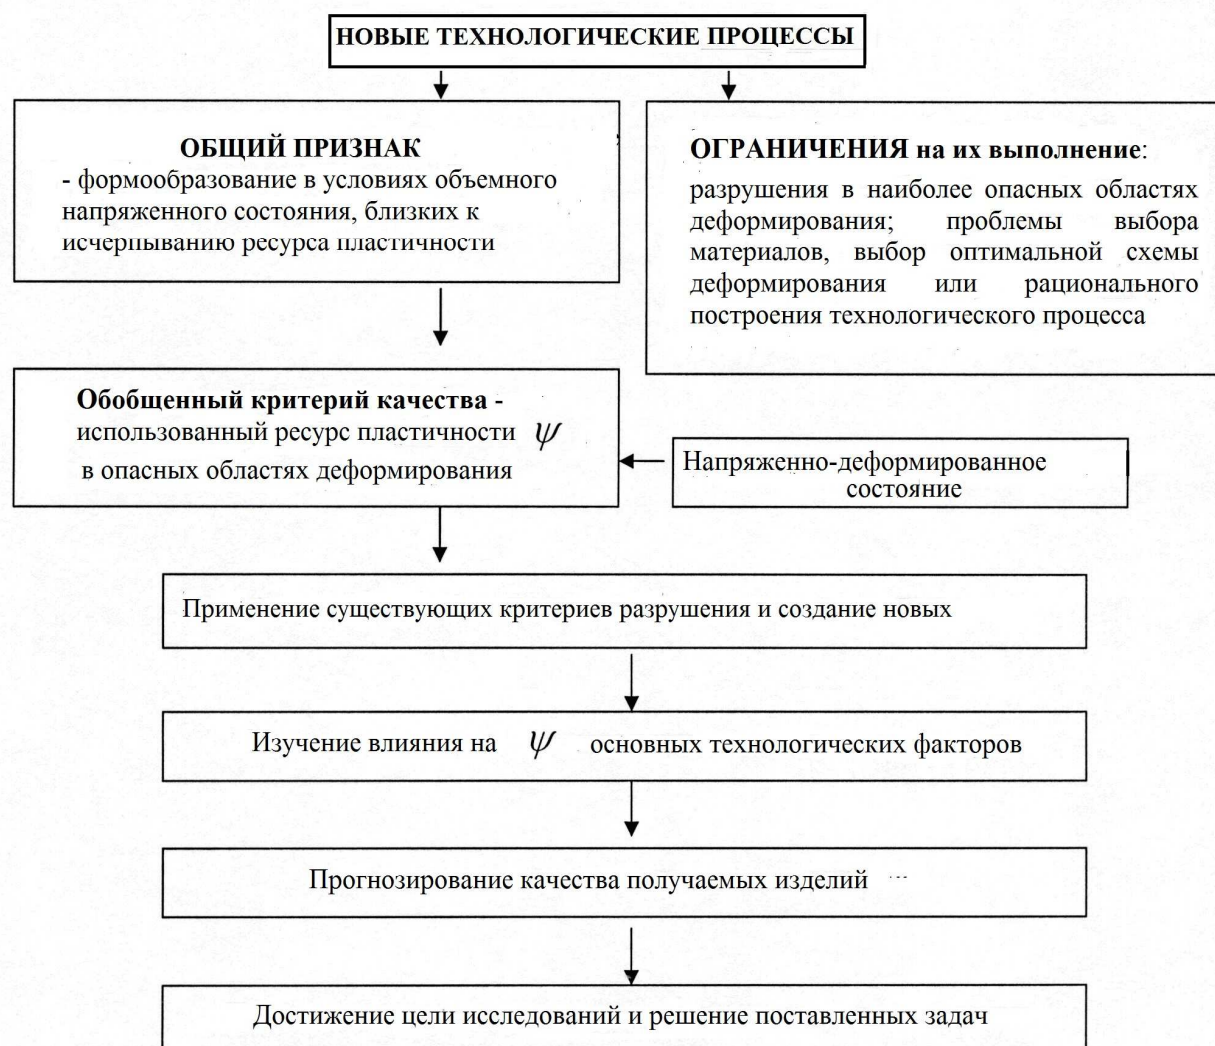 НОВЫЕ ТЕХНОЛОГИЧЕСКИЕ ПРОЦЕССЫ
ОБЩИЙ ПРИЗНАК
- формообразование в условиях объемного
напряженного состояния, близких к
исчерпыванию ресурса пластичности
ОГРАНИЧЕНИЯ на их выполнение:
разрушения в наиболее опасных областях
деформирования; проблемы выбора
материалов, выбор оптимальной схемы
деформирования или рационального
построения технологического процесса
Обобщенный критерий качества -
использованный ресурс пластичности ψ
в опасных областях деформирования
Напряженно-деформированное
состояние
Применение существующих критериев разрушения и создание новых
Изучение влияния на ψ основных технологических факторов
Прогнозирование качества получаемых изделий
Достижение цели исследований и решение поставленных задач